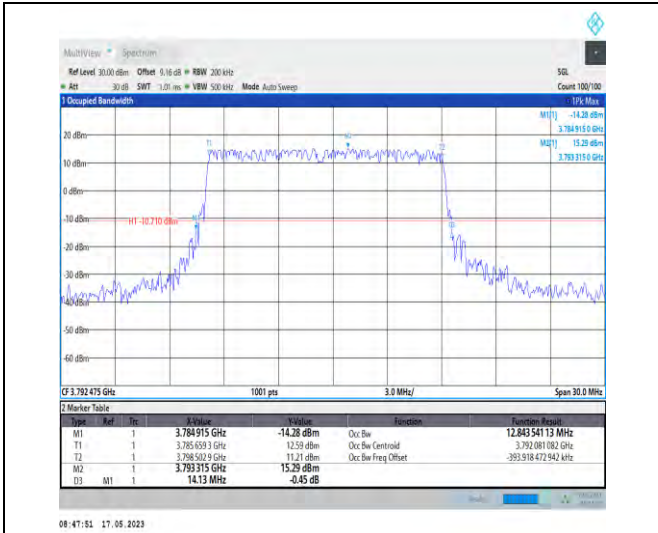 MultiView Spectrum
Ref Level 30.00 dBm Offset 9.16 dB RBW 200 kHz SGL
Att 30 dB SWT 1.01 ms VBW 500 kHz Mode Auto Sweep Count 100/100
1 Occupied Bandwidth 1Pk Max
M1[1] -14.28 dBm
3.784 915 0 GHz
20 dBm
M2[1] 15.29 dBm
3.793 315 0 GHz
T1 M2 T2
10 dBm
0 dBm
-10 dBm
H1 -10.710 dBm
M1
D3
-20 dBm
-30 dBm
-40 dBm
-50 dBm
-60 dBm
CF 3.792 475 GHz 1001 pts 3.0 MHz/ Span 30.0 MHz
2 Marker Table
Type Ref Trc X-Value Y-Value Function Function Result
M1 1 3.784 915 GHz -14.28 dBm Occ Bw 12.843 541 13 MHz
T1 1 3.785 659 3 GHz 12.59 dBm Occ Bw Centroid 3.792 081 082 GHz
T2 1 3.798 502 9 GHz 11.21 dBm Occ Bw Freq Offset -393.918 472 942 kHz
M2 1 3.793 315 GHz 15.29 dBm
D3 M1 1 14.13 MHz -0.45 dB
08:47:51 17.05.2023